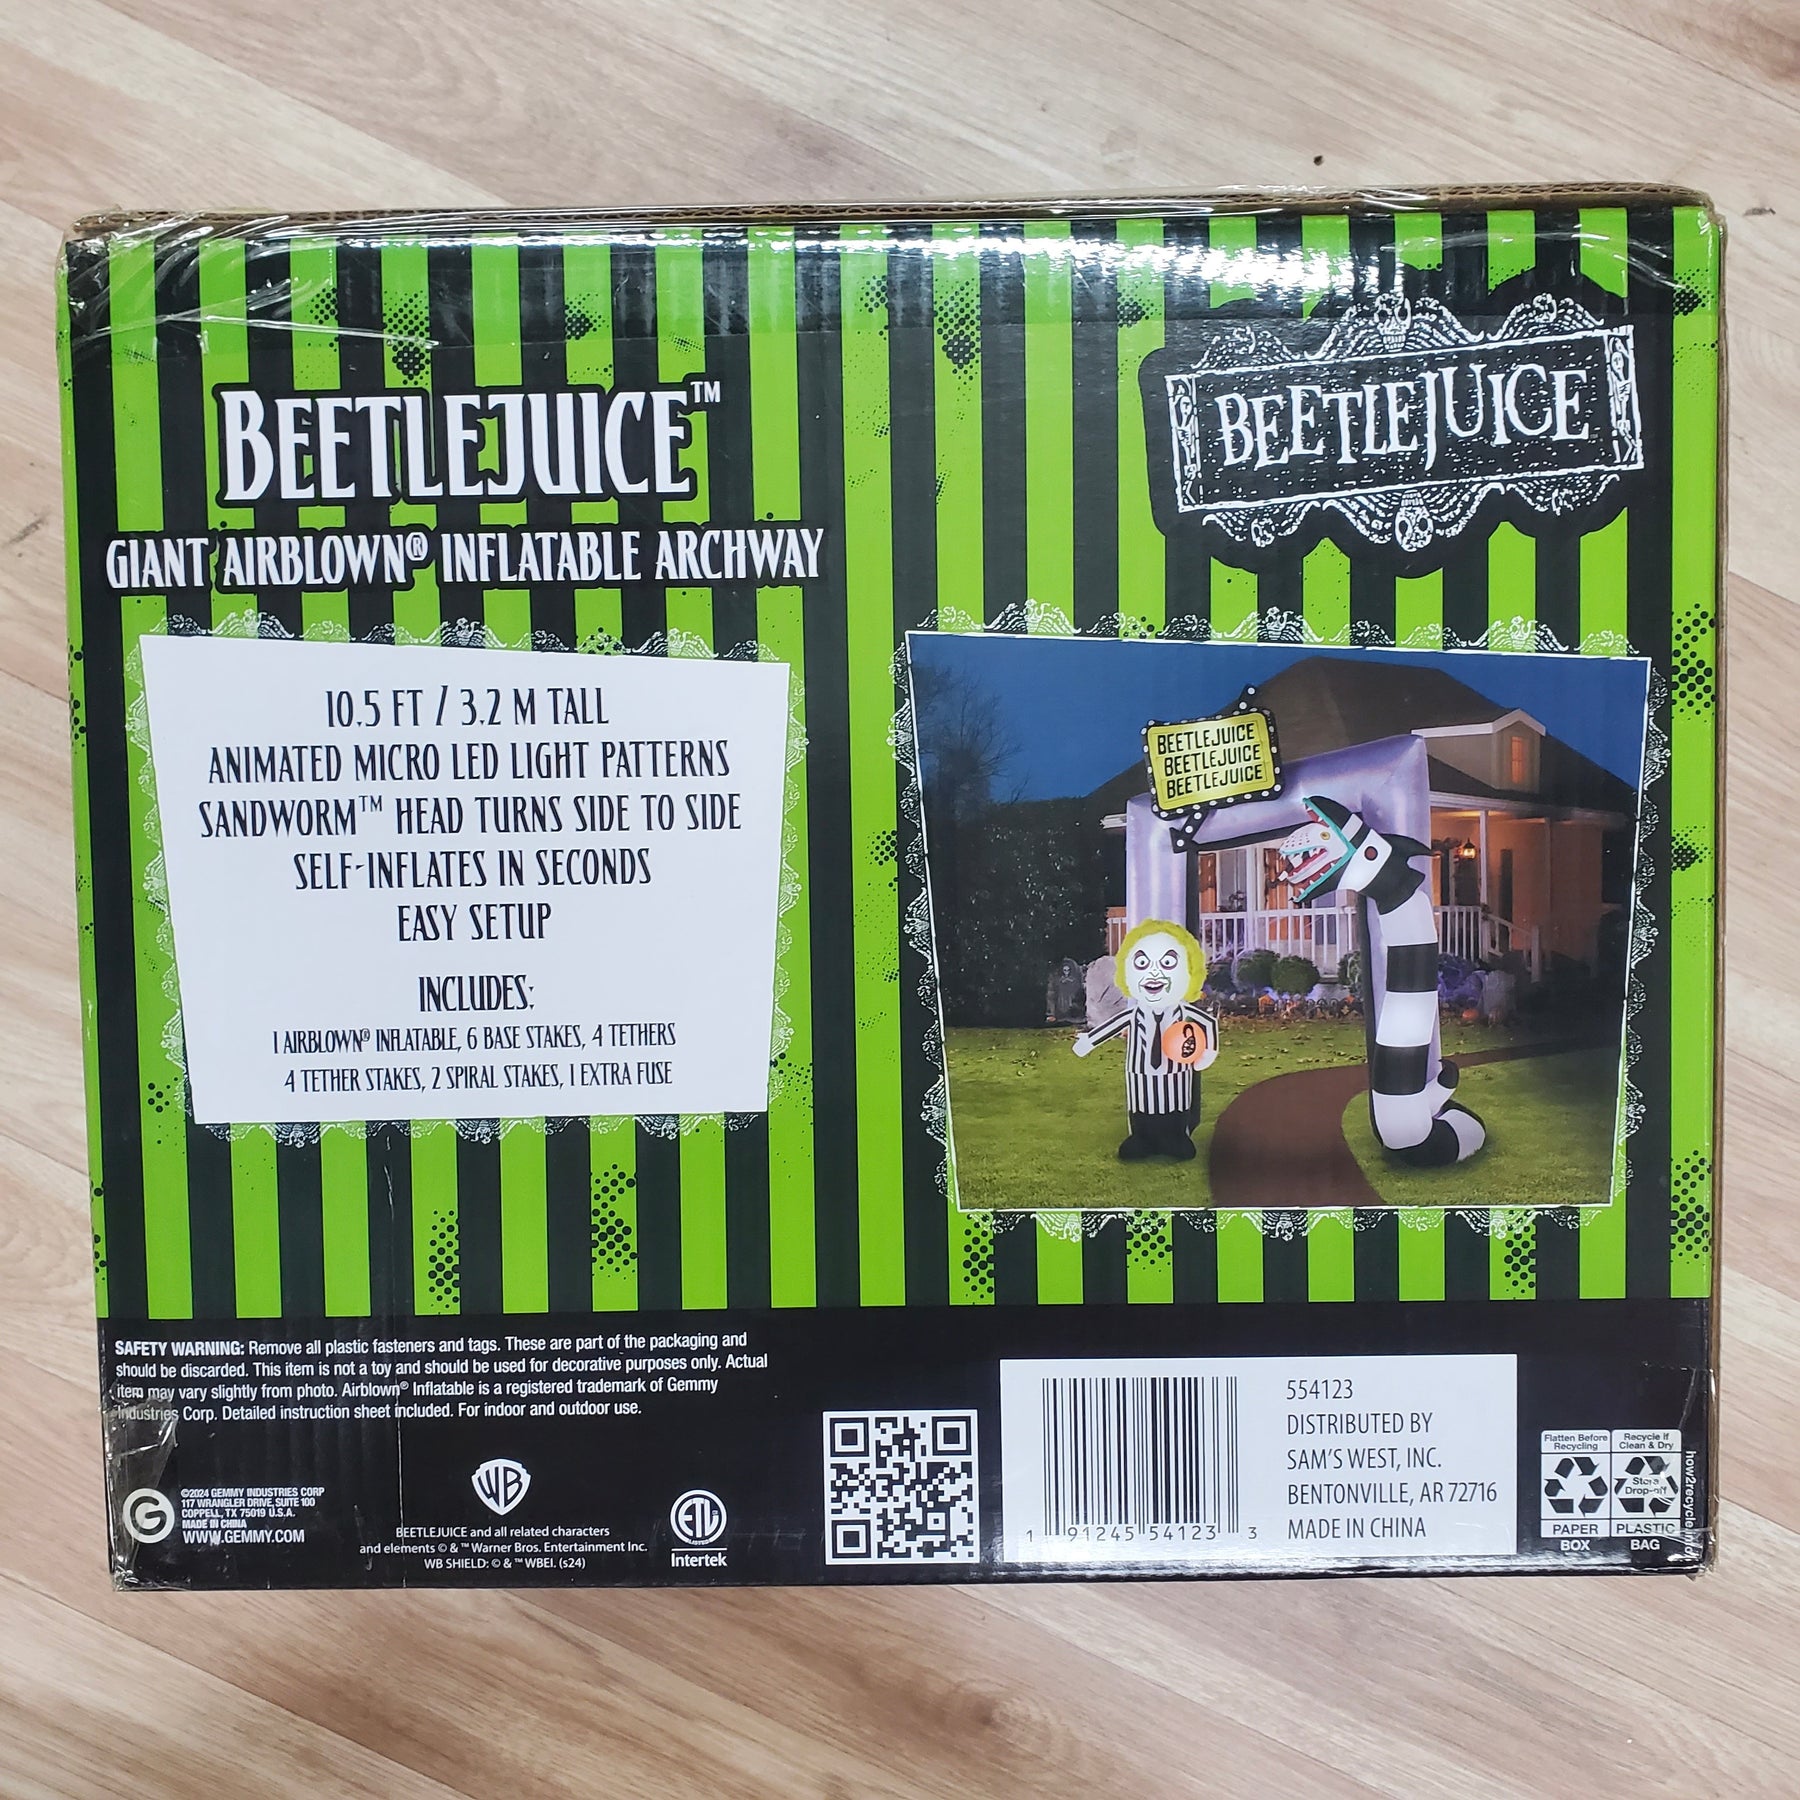 BEETLEJUICE™
GIANT AIRBLOWN® INFLATABLE ARCHWAY
10.5 FT / 3.2 M TALL
ANIMATED MICRO LED LIGHT PATTERNS
SANDWORM™ HEAD TURNS SIDE TO SIDE
SELF-INFLATES IN SECONDS
EASY SETUP
INCLUDES:
1 AIRBLOWN® INFLATABLE, 6 BASE STAKES, 4 TETHERS
4 TETHER STAKES, 2 SPIRAL STAKES, 1 EXTRA FUSE
BEETLEJUICE
BEETLEJUICE
BEETLEJUICE
BEETLEJUICE
SAFETY WARNING: Remove all plastic fasteners and tags. These are part of the packaging and
should be discarded. This item is not a toy and should be used for decorative purposes only. Actual
item may vary slightly from photo. Airblown® Inflatable is a registered trademark of Gemmy
Industries Corp. Detailed instruction sheet included. For indoor and outdoor use.
G
©2024 GEMMY INDUSTRIES CORP
117 WRANGLER DRIVE, SUITE 100
COPPELL, TX 75019 U.S.A.
MADE IN CHINA
WWW.GEMMY.COM
WB
BEETLEJUICE and all related characters
and elements © & ™ Warner Bros. Entertainment Inc.
WB SHIELD: © & ™ WBEI. (s24)
ETL
Intertek
1 91245 54123 3
554123
DISTRIBUTED BY
SAM'S WEST, INC.
BENTONVILLE, AR 72716
MADE IN CHINA
Flatten Before
Recycling
PAPER
BOX
Recycle if
Clean & Dry
Store
Drop-off
PLASTIC
BAG
how2recycle.info